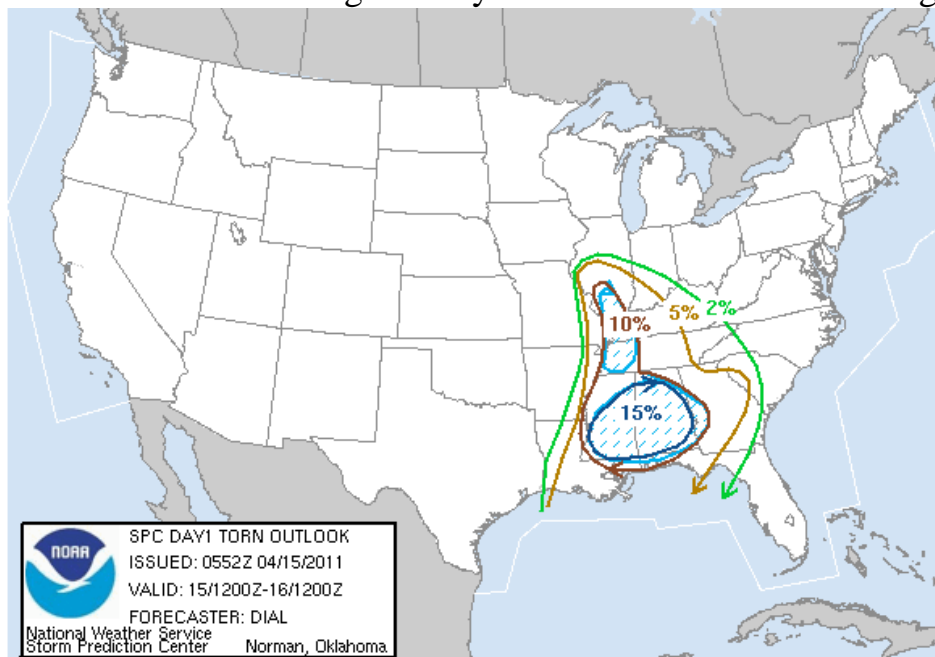 5%
2%
10%
15%
NOAA
SPC DAY1 TORN OUTLOOK
ISSUED: 0552Z 04/15/2011
VALID: 15/1200Z-16/1200Z
FORECASTER: DIAL
National Weather Service
Storm Prediction Center Norman, Oklahoma